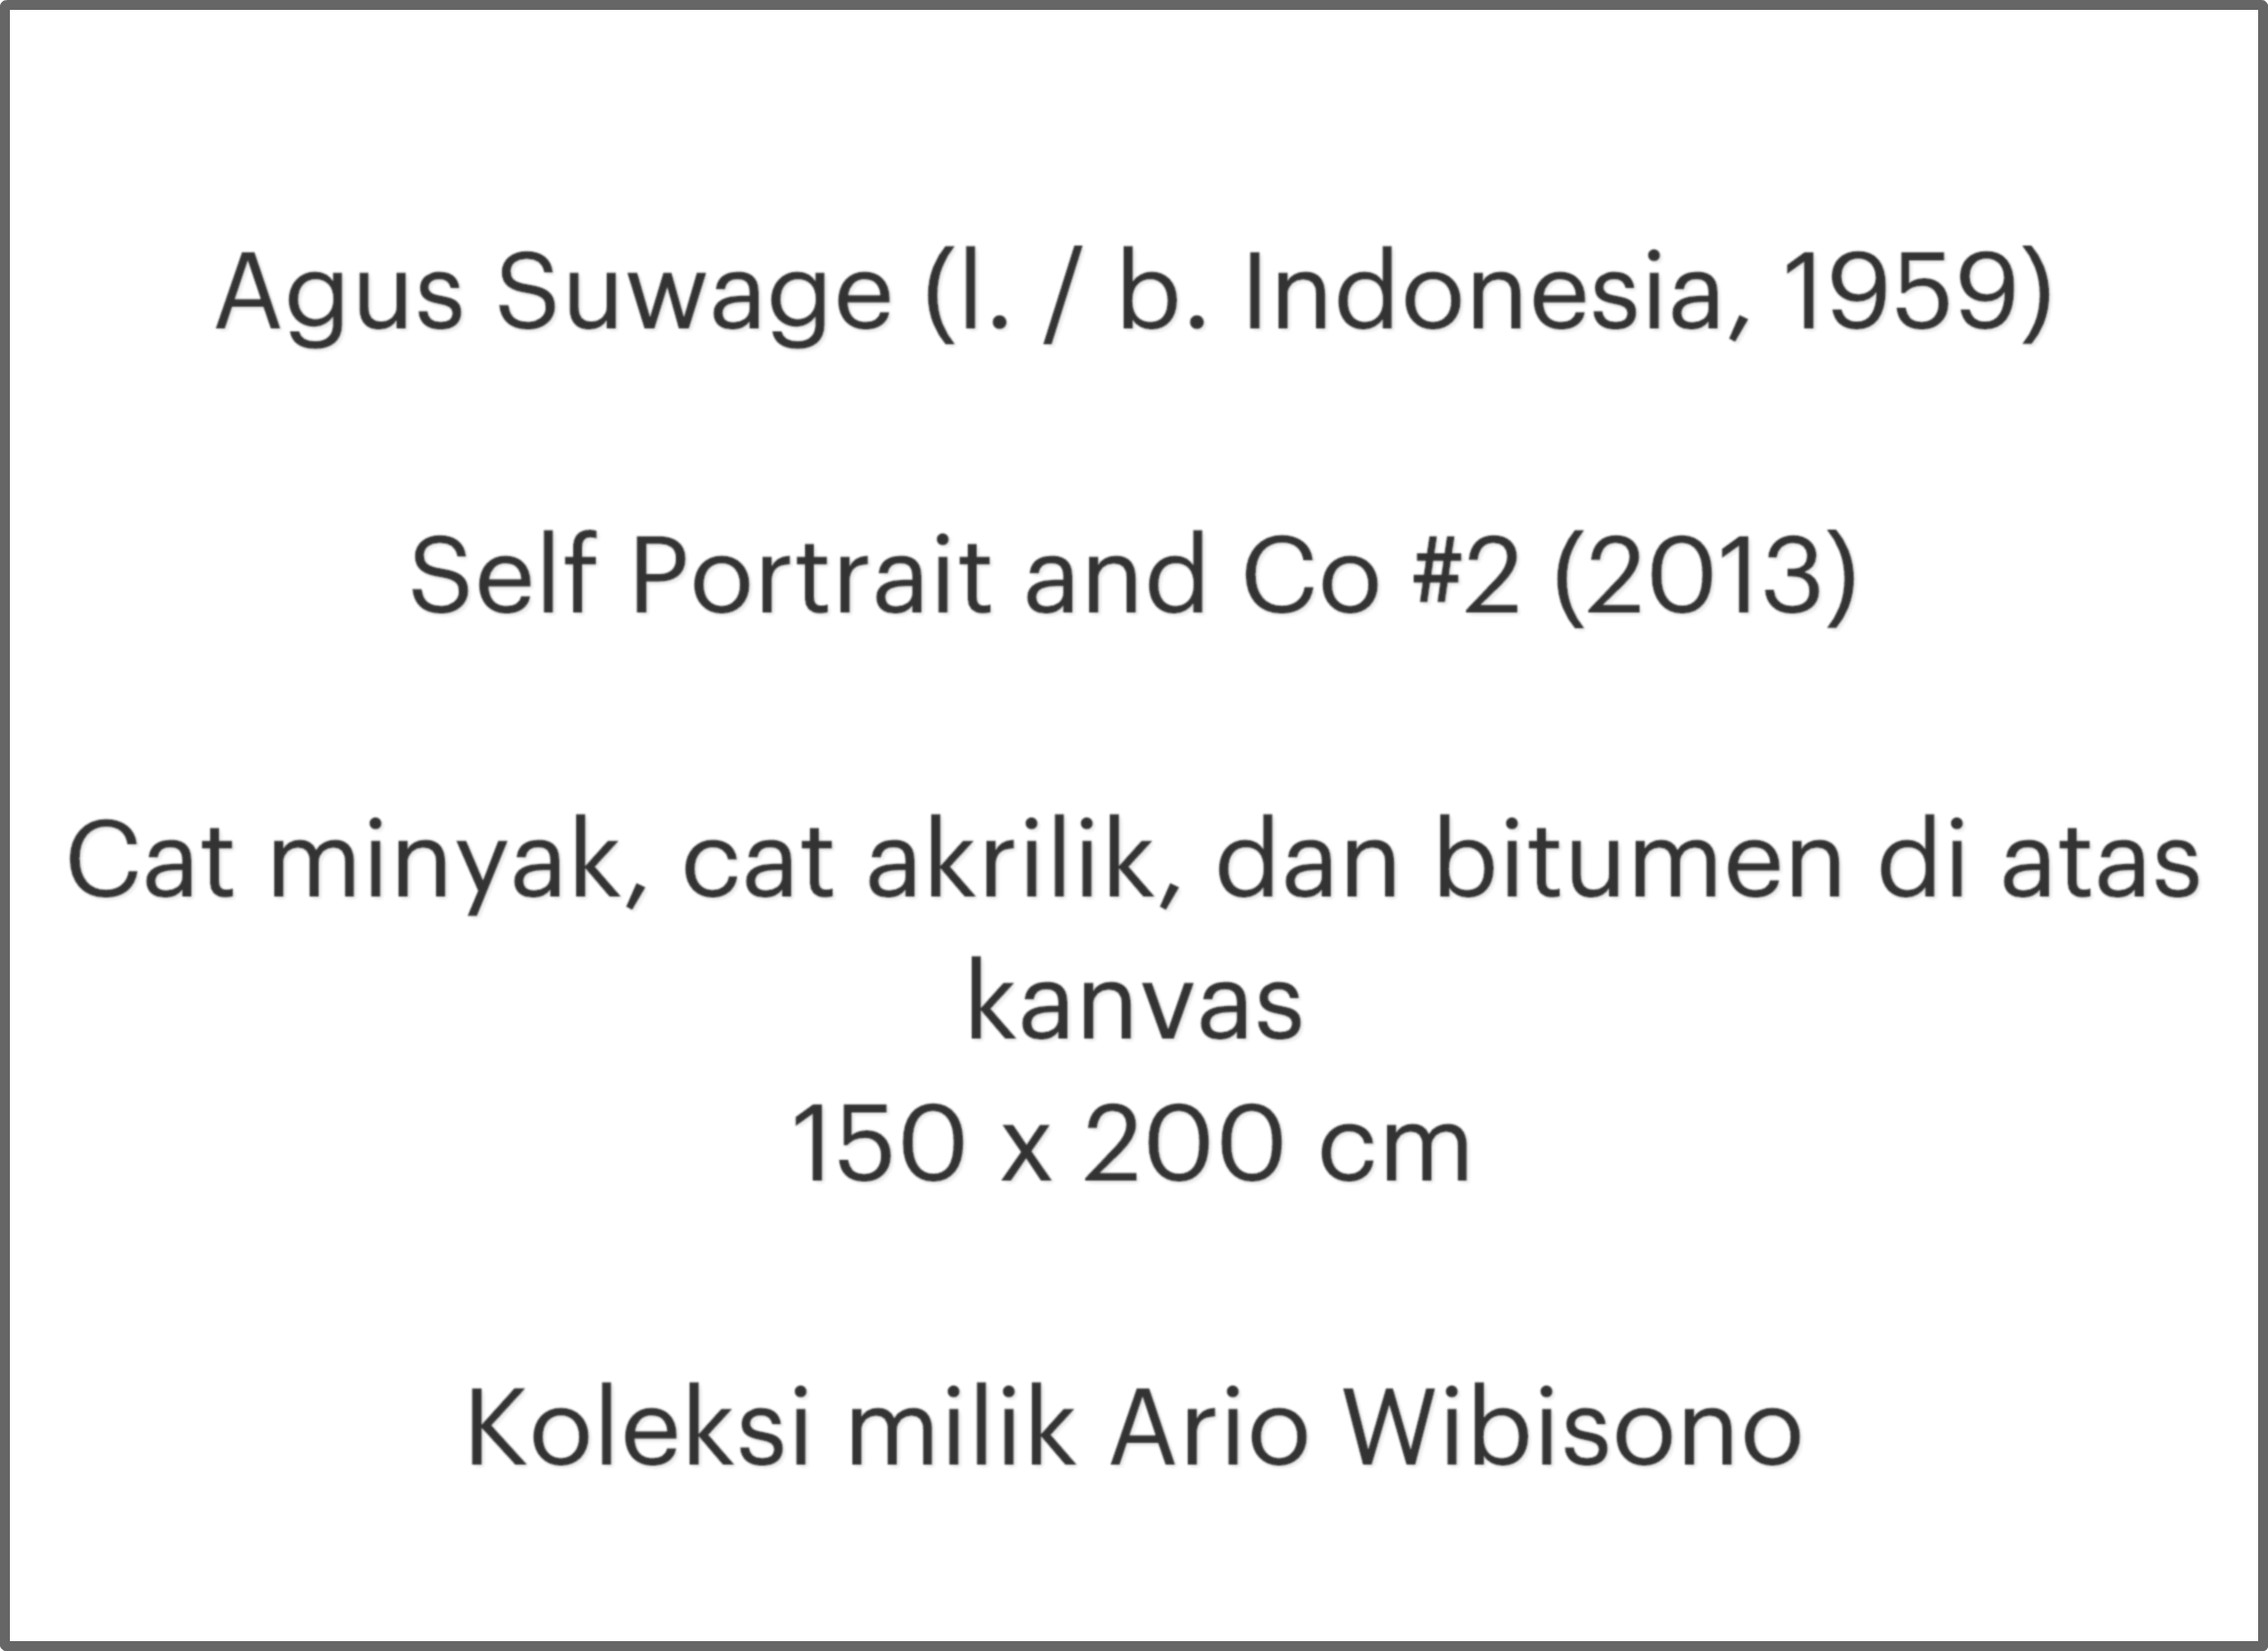 Agus Suwage (l. / b. Indonesia, 1959)
Self Portrait and Co #2 (2013)
Cat minyak, cat akrilik, dan bitumen di atas
kanvas
150 x 200 cm
Koleksi milik Ario Wibisono